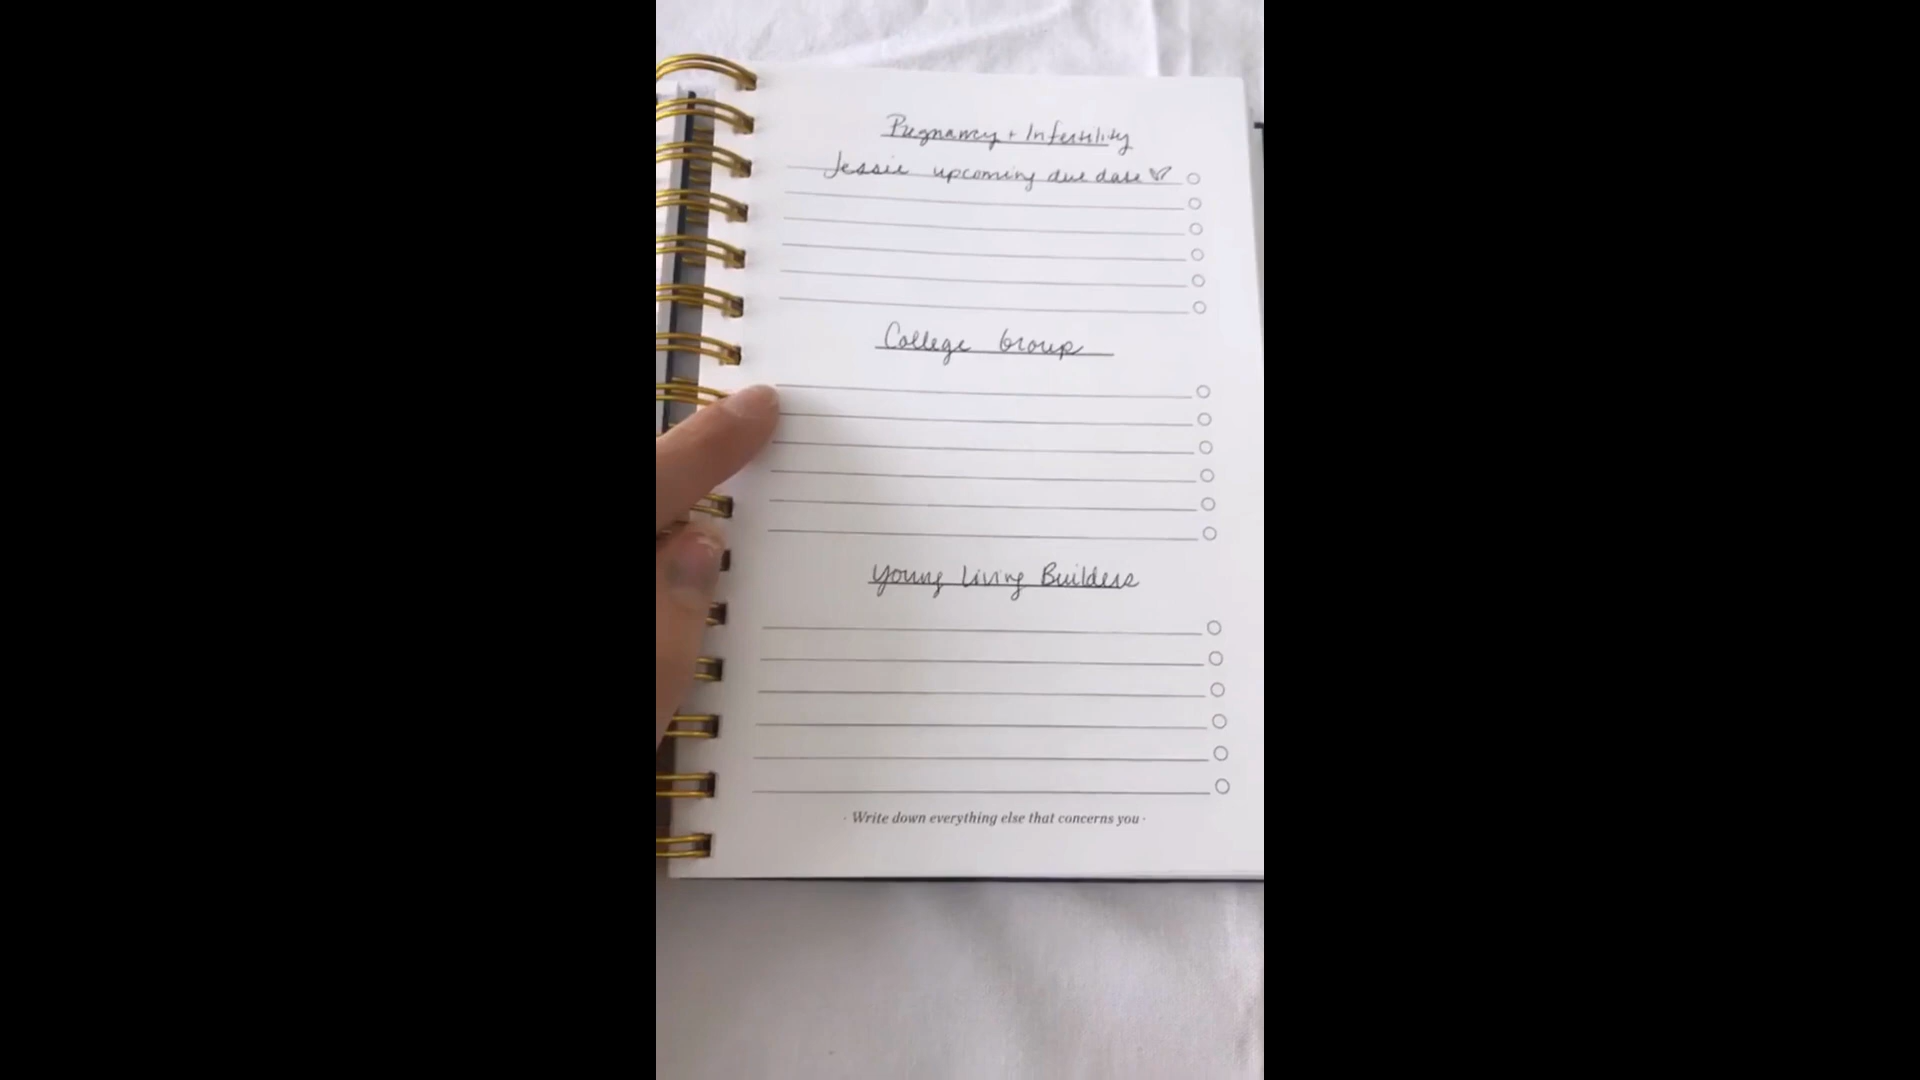 Pregnancy + Infertility
Jessie upcoming due date ♡
College Group
Young Living Builders
· Write down everything else that concerns you ·